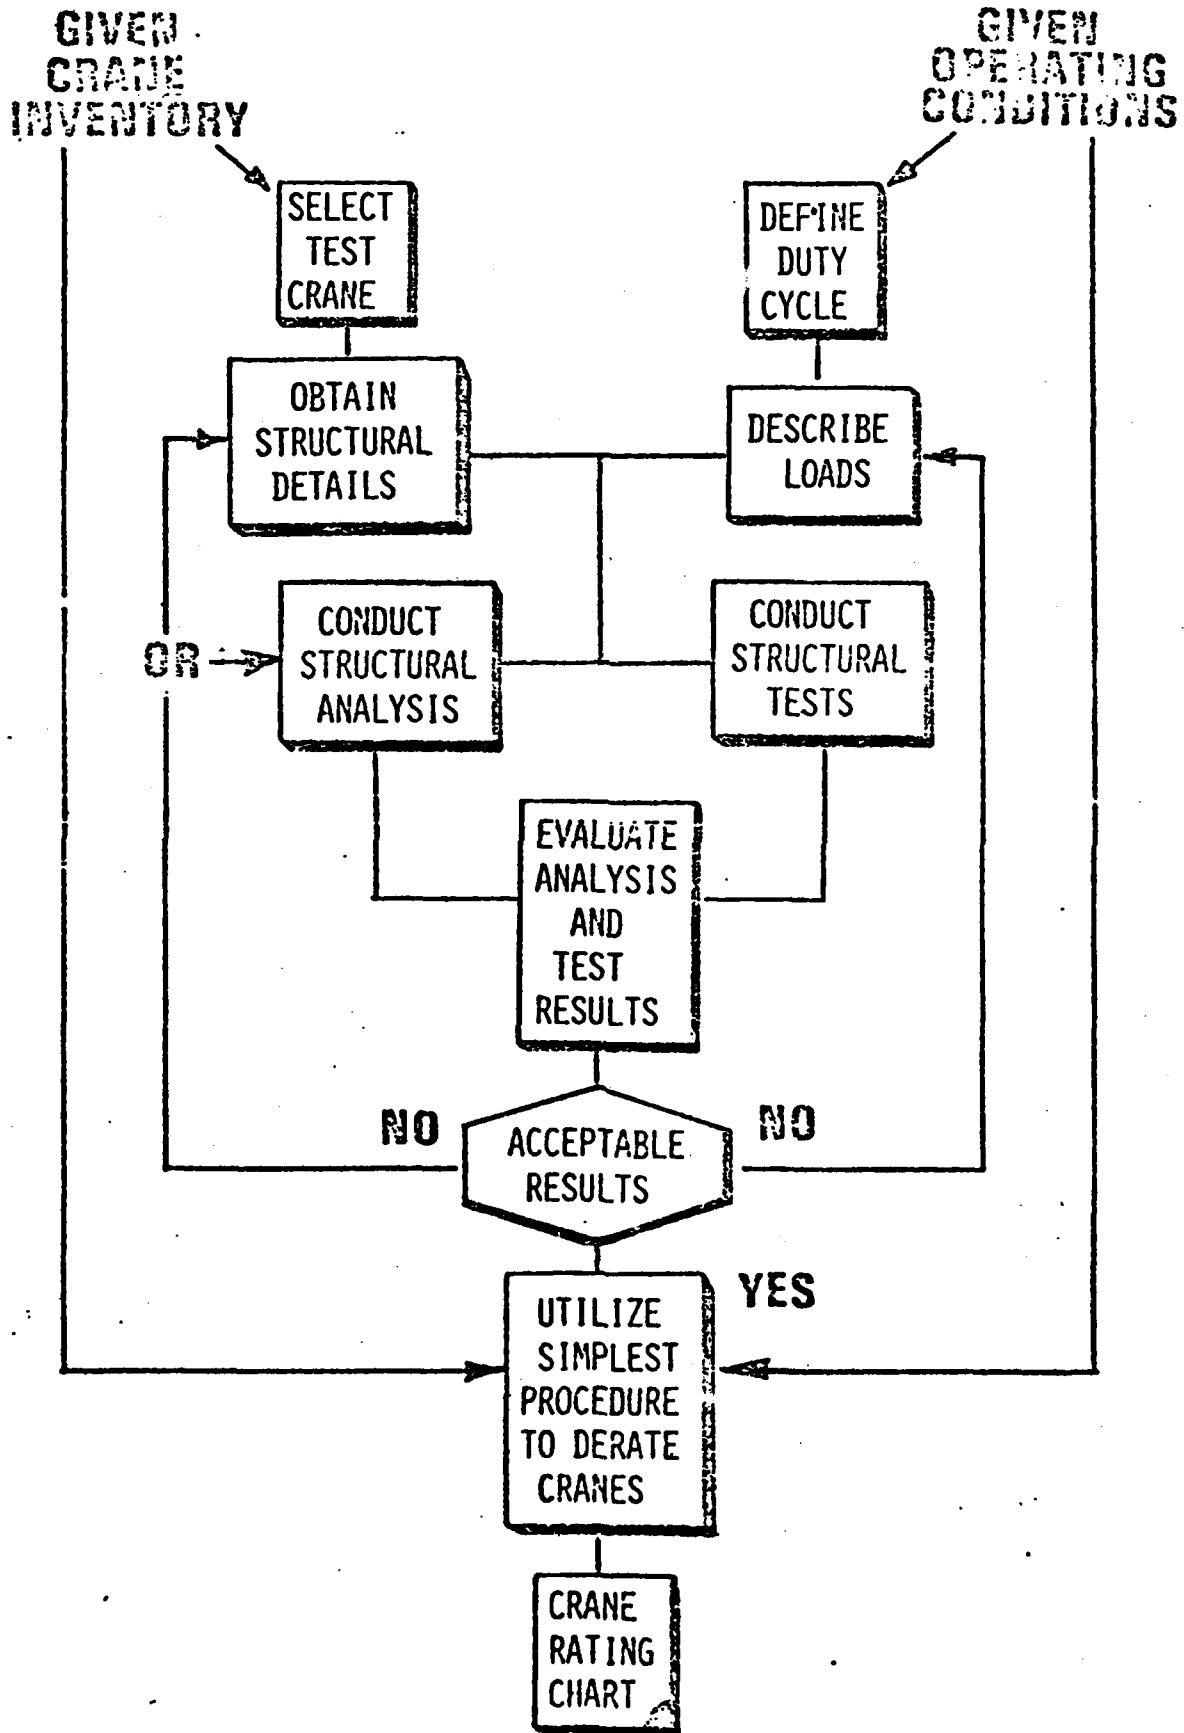 GIVEN
CRANE
INVENTORY
GIVEN
OPERATING
CONDITIONS
SELECT
TEST
CRANE
DEFINE
DUTY
CYCLE
OBTAIN
STRUCTURAL
DETAILS
DESCRIBE
LOADS
OR
CONDUCT
STRUCTURAL
ANALYSIS
CONDUCT
STRUCTURAL
TESTS
EVALUATE
ANALYSIS
AND
TEST
RESULTS
NO
ACCEPTABLE
RESULTS
NO
YES
UTILIZE
SIMPLEST
PROCEDURE
TO DERATE
CRANES
CRANE
RATING
CHART